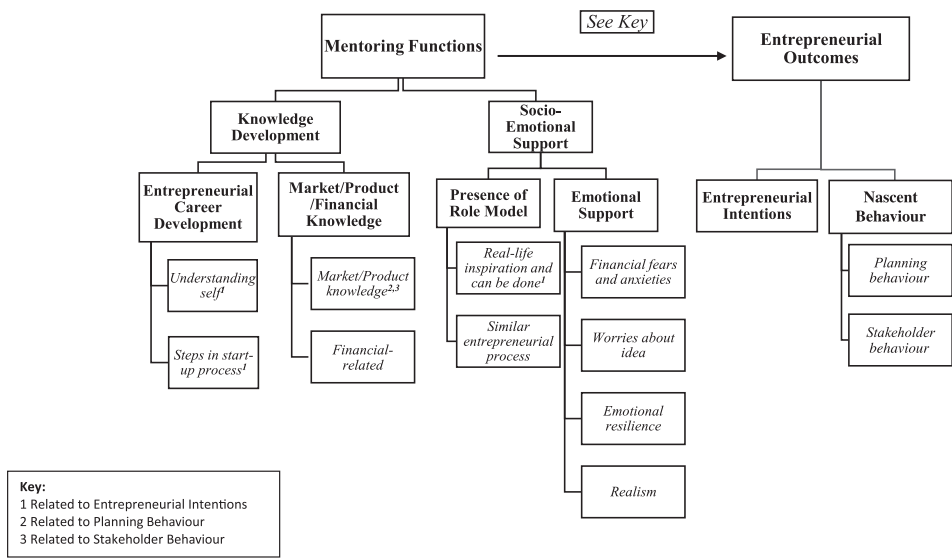 See Key
Mentoring Functions
Entrepreneurial
Outcomes
Knowledge
Development
Socio-
Emotional
Support
Entrepreneurial
Career
Development
Market/Product
/Financial
Knowledge
Presence of
Role Model
Emotional
Support
Entrepreneurial
Intentions
Nascent
Behaviour
Understanding
self¹
Market/Product
knowledge²,³
Real-life
inspiration and
can be done¹
Financial fears
and anxieties
Planning
behaviour
Steps in start-
up process¹
Financial-
related
Similar
entrepreneurial
process
Worries about
idea
Stakeholder
behaviour
Emotional
resilience
Realism
Key:
1 Related to Entrepreneurial Intentions
2 Related to Planning Behaviour
3 Related to Stakeholder Behaviour